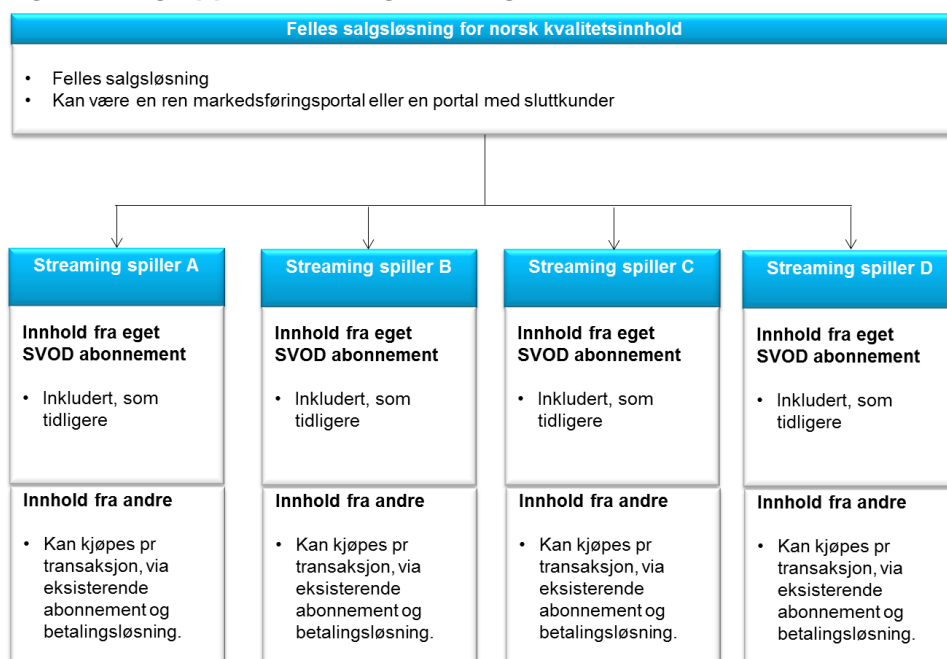 Felles salgsløsning for norsk kvalitetsinnhold
• Felles salgsløsning
• Kan være en ren markedsføringsportal eller en portal med sluttkunder
Streaming spiller A
Innhold fra eget
SVOD abonnement
• Inkludert, som
tidligere
Innhold fra andre
• Kan kjøpes pr
transaksjon, via
eksisterende
abonnement og
betalingsløsning.
Streaming spiller B
Innhold fra eget
SVOD abonnement
• Inkludert, som
tidligere
Innhold fra andre
• Kan kjøpes pr
transaksjon, via
eksisterende
abonnement og
betalingsløsning.
Streaming spiller C
Innhold fra eget
SVOD abonnement
• Inkludert, som
tidligere
Innhold fra andre
• Kan kjøpes pr
transaksjon, via
eksisterende
abonnement og
betalingsløsning.
Streaming spiller D
Innhold fra eget
SVOD abonnement
• Inkludert, som
tidligere
Innhold fra andre
• Kan kjøpes pr
transaksjon, via
eksisterende
abonnement og
betalingsløsning.